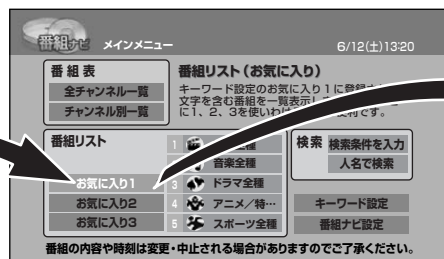 番組ナビ メインメニュー 6/12(土)13:20
番組表
全チャンネル一覧
チャンネル別一覧
番組リスト(お気に入り)
キーワード設定のお気に入り1に登録
文字を含む番組を一覧表示し
に1、2、3を使いわ 便利です。
番組リスト
お気に入り1
お気に入り2
お気に入り3
1 全種
音楽全種
3 ドラマ全種
4 アニメ/特…
5 スポーツ全種
検索 検索条件を入力
人名で検索
キーワード設定
番組ナビ設定
番組の内容や時刻は変更・中止される場合がありますのでご了承ください。